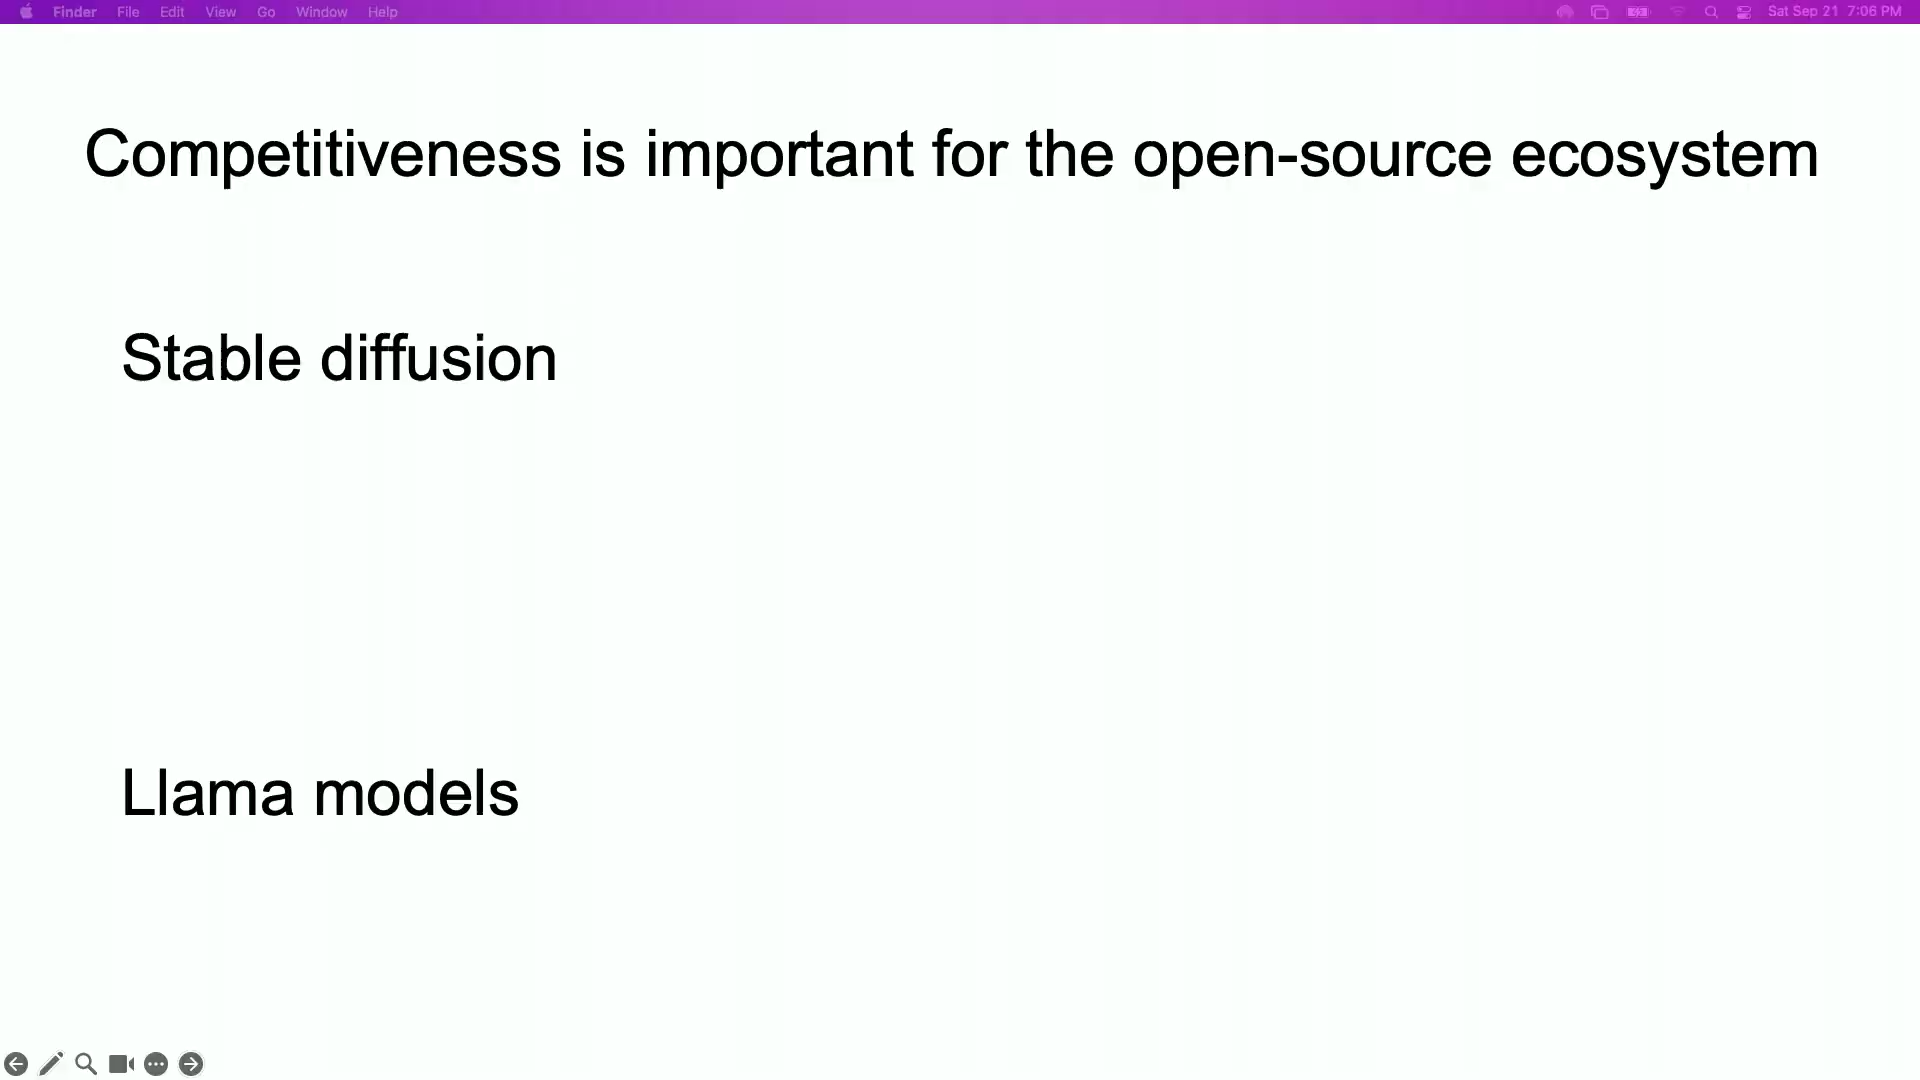 Finder File Edit View Go Window Help Sat Sep 21 7:06 PM
Competitiveness is important for the open-source ecosystem
Stable diffusion
Llama models